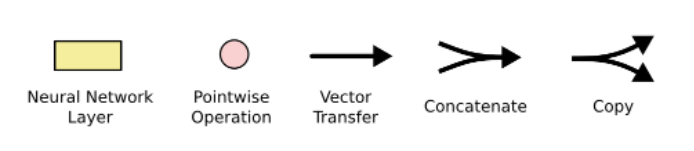 Neural Network
Layer
Pointwise
Operation
Vector
Transfer
Concatenate
Copy